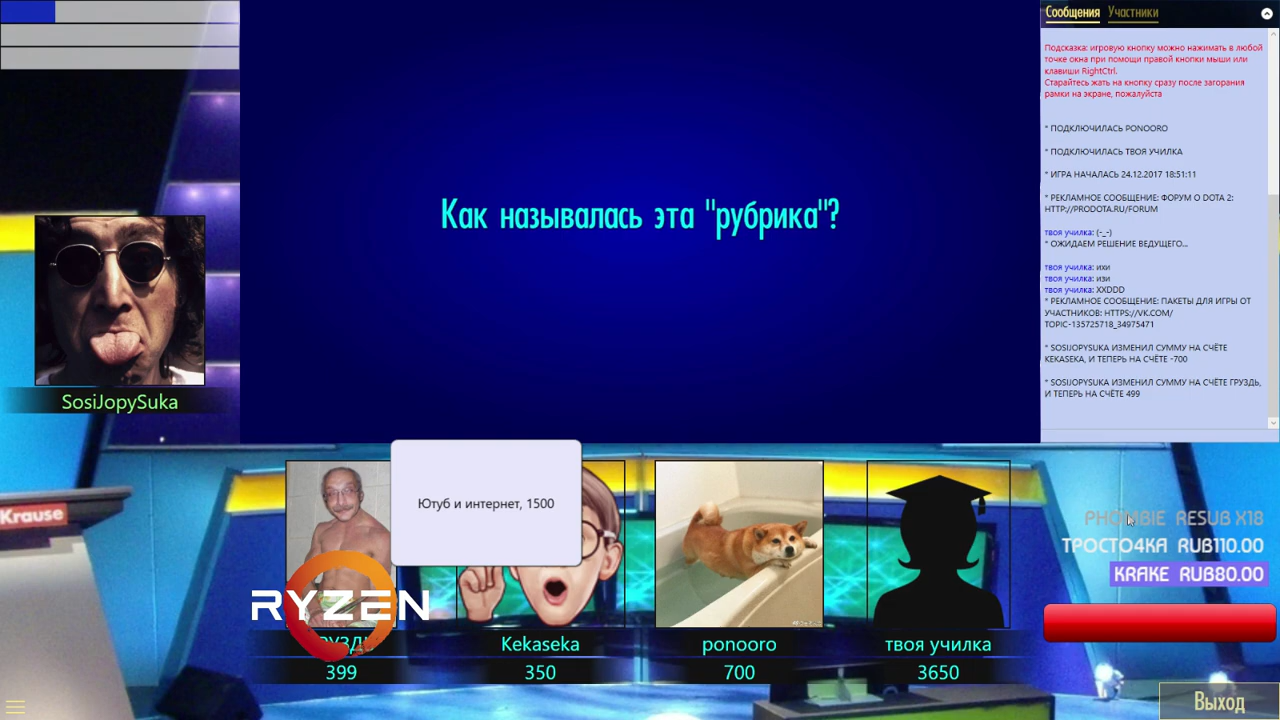 Сообщения
Участники
Подсказка: игровую кнопку можно нажимать в любой
точке окна при помощи правой кнопки мыши или
клавиши RightCtrl.
Старайтесь жать на кнопку сразу после загорания
рамки на экране, пожалуйста
* ПОДКЛЮЧИЛАСЬ PONOORO
* ПОДКЛЮЧИЛАСЬ ТВОЯ УЧИЛКА
* ИГРА НАЧАЛАСЬ 24.12.2017 18:51:11
* РЕКЛАМНОЕ СООБЩЕНИЕ: ФОРУМ О DOTA 2:
HTTP://PRODOTA.RU/FORUM
твоя училка: (-_-)
* ОЖИДАЕМ РЕШЕНИЕ ВЕДУЩЕГО...
твоя училка: ихи
твоя училка: изи
твоя училка: XXDDD
* РЕКЛАМНОЕ СООБЩЕНИЕ: ПАКЕТЫ ДЛЯ ИГРЫ ОТ
УЧАСТНИКОВ: HTTPS://VK.COM/
TOPIC-135725718_34975471
* SOSIJOPYSUKA ИЗМЕНИЛ СУММУ НА СЧЁТЕ
KEKASEKA, И ТЕПЕРЬ НА СЧЁТЕ -700
* SOSIJOPYSUKA ИЗМЕНИЛ СУММУ НА СЧЁТЕ ГРУЗДЬ,
И ТЕПЕРЬ НА СЧЁТЕ 499
Как называлась эта "рубрика"?
SosiJopySuka
Ютуб и интернет, 1500
Krause
PHOMBIE RESUB X18
ТРОСТО4КА RUB110.00
KRAKE RUB80.00
RYZEN
Kekaseka
ponooro
твоя училка
399
350
700
3650
Выход